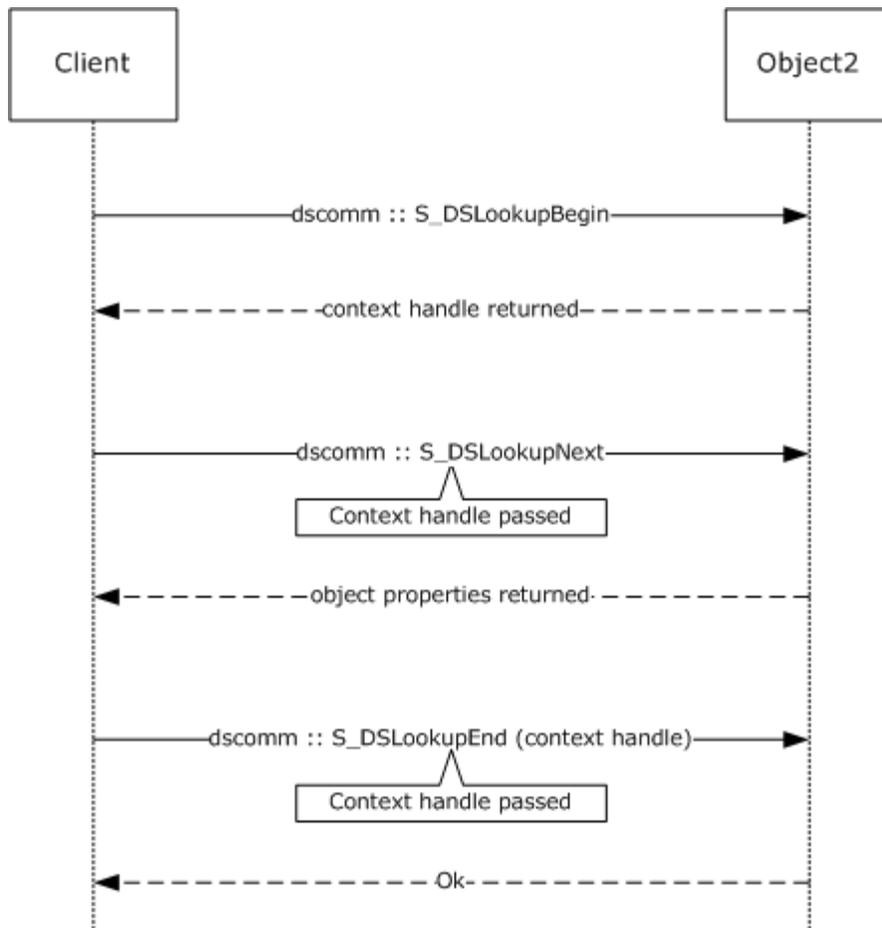 Client
Object2
dscomm :: S_DSLookupBegin
context handle returned
dscomm :: S_DSLookupNext
Context handle passed
object properties returned
dscomm :: S_DSLookupEnd (context handle)
Context handle passed
Ok